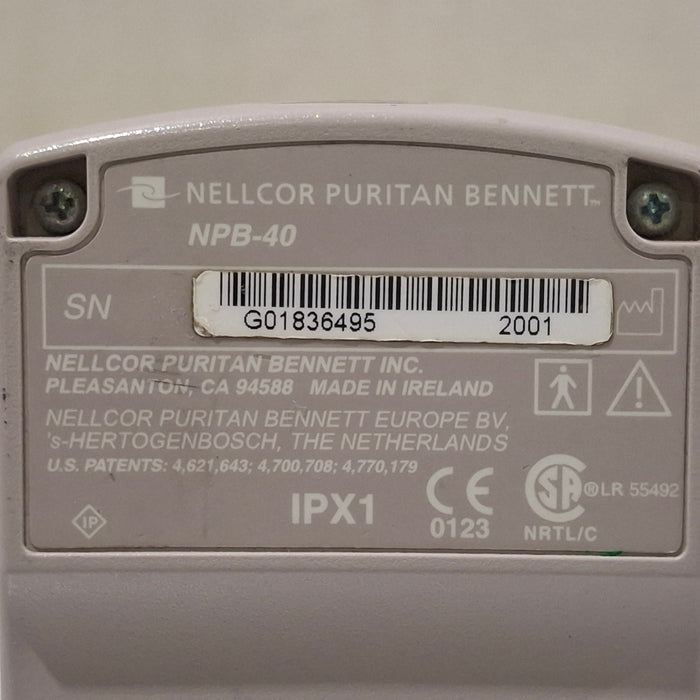 NELLCOR PURITAN BENNETT™
NPB-40
SN
G01836495 2001
NELLCOR PURITAN BENNETT INC.
PLEASANTON, CA 94588 MADE IN IRELAND
NELLCOR PURITAN BENNETT EUROPE BV,
's-HERTOGENBOSCH, THE NETHERLANDS
U.S. PATENTS: 4,621,643; 4,700,708; 4,770,179
IP
IPX1
CE
0123
SA ®LR 55492
NRTL/C